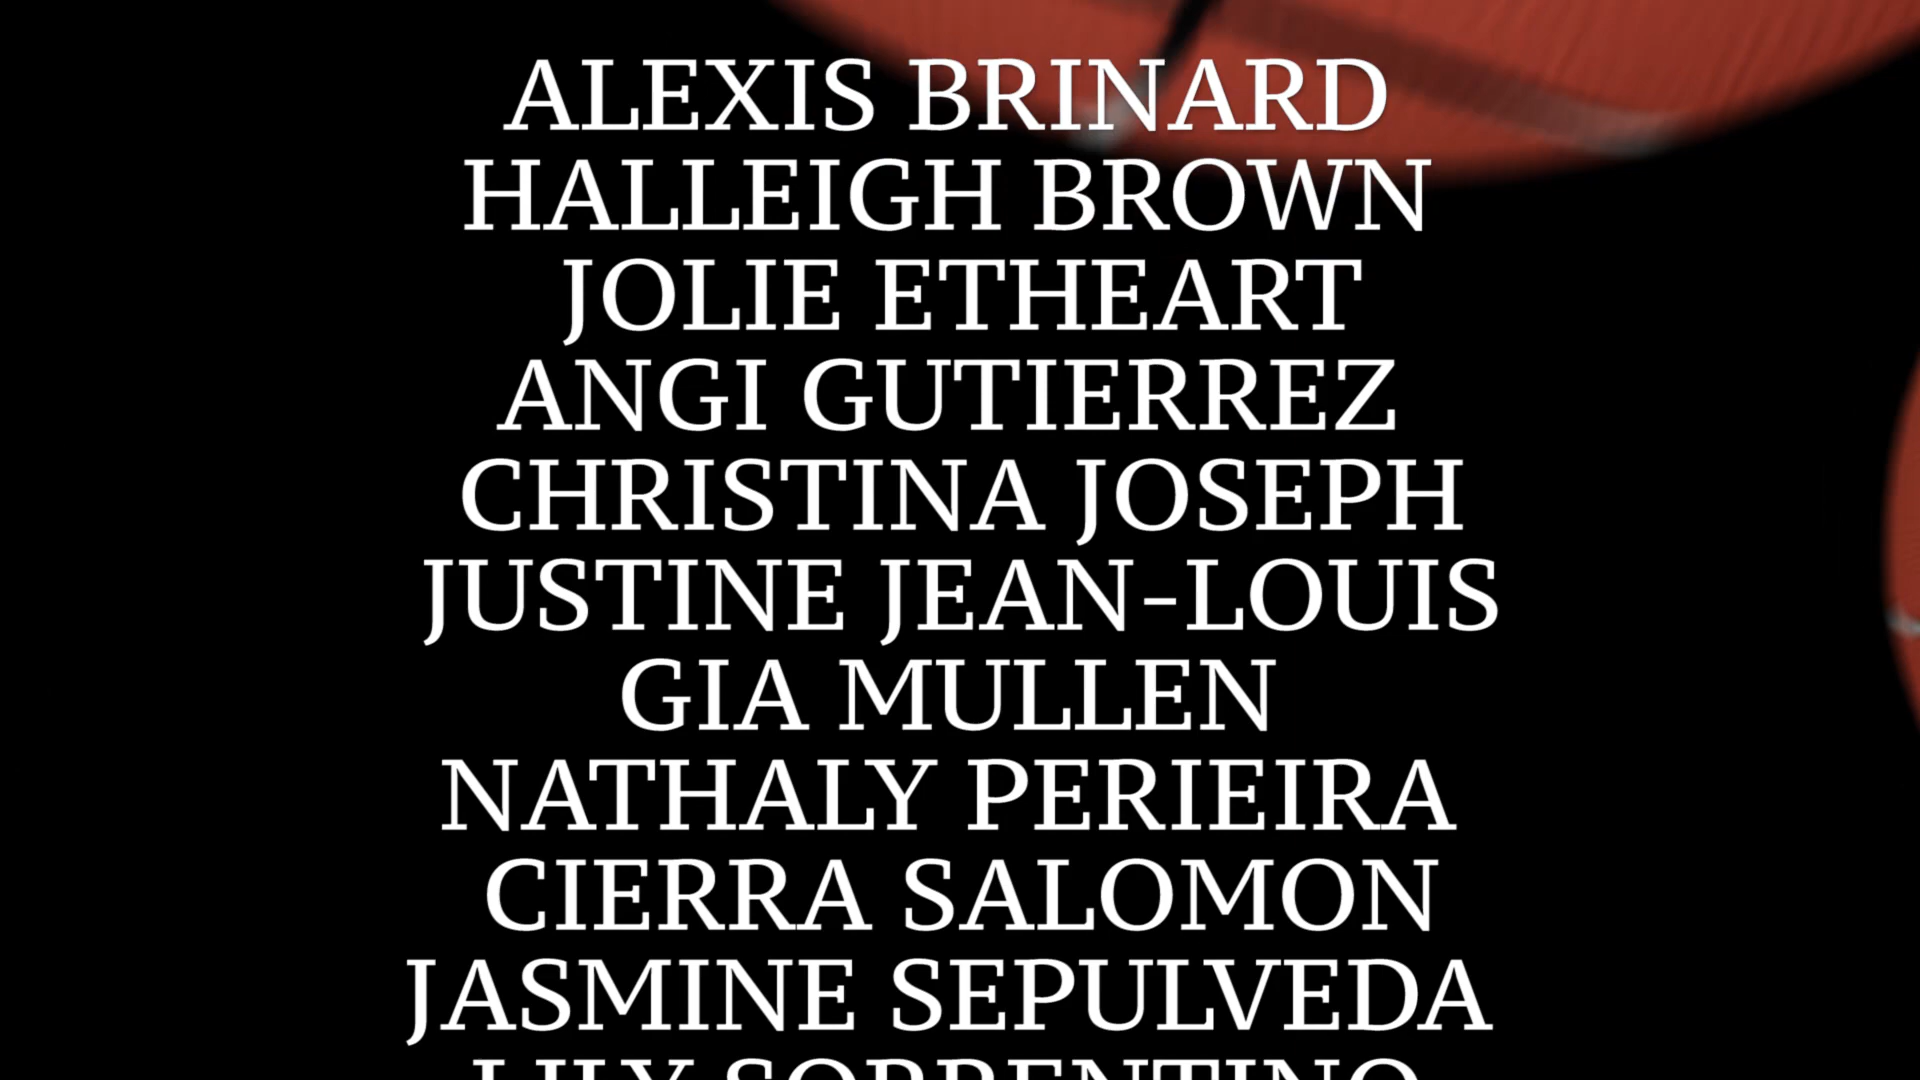 ALEXIS BRINARD
HALLEIGH BROWN
JOLIE ETHEART
ANGI GUTIERREZ
CHRISTINA JOSEPH
JUSTINE JEAN-LOUIS
GIA MULLEN
NATHALY PERIEIRA
CIERRA SALOMON
JASMINE SEPULVEDA
LILY SORRENTINO